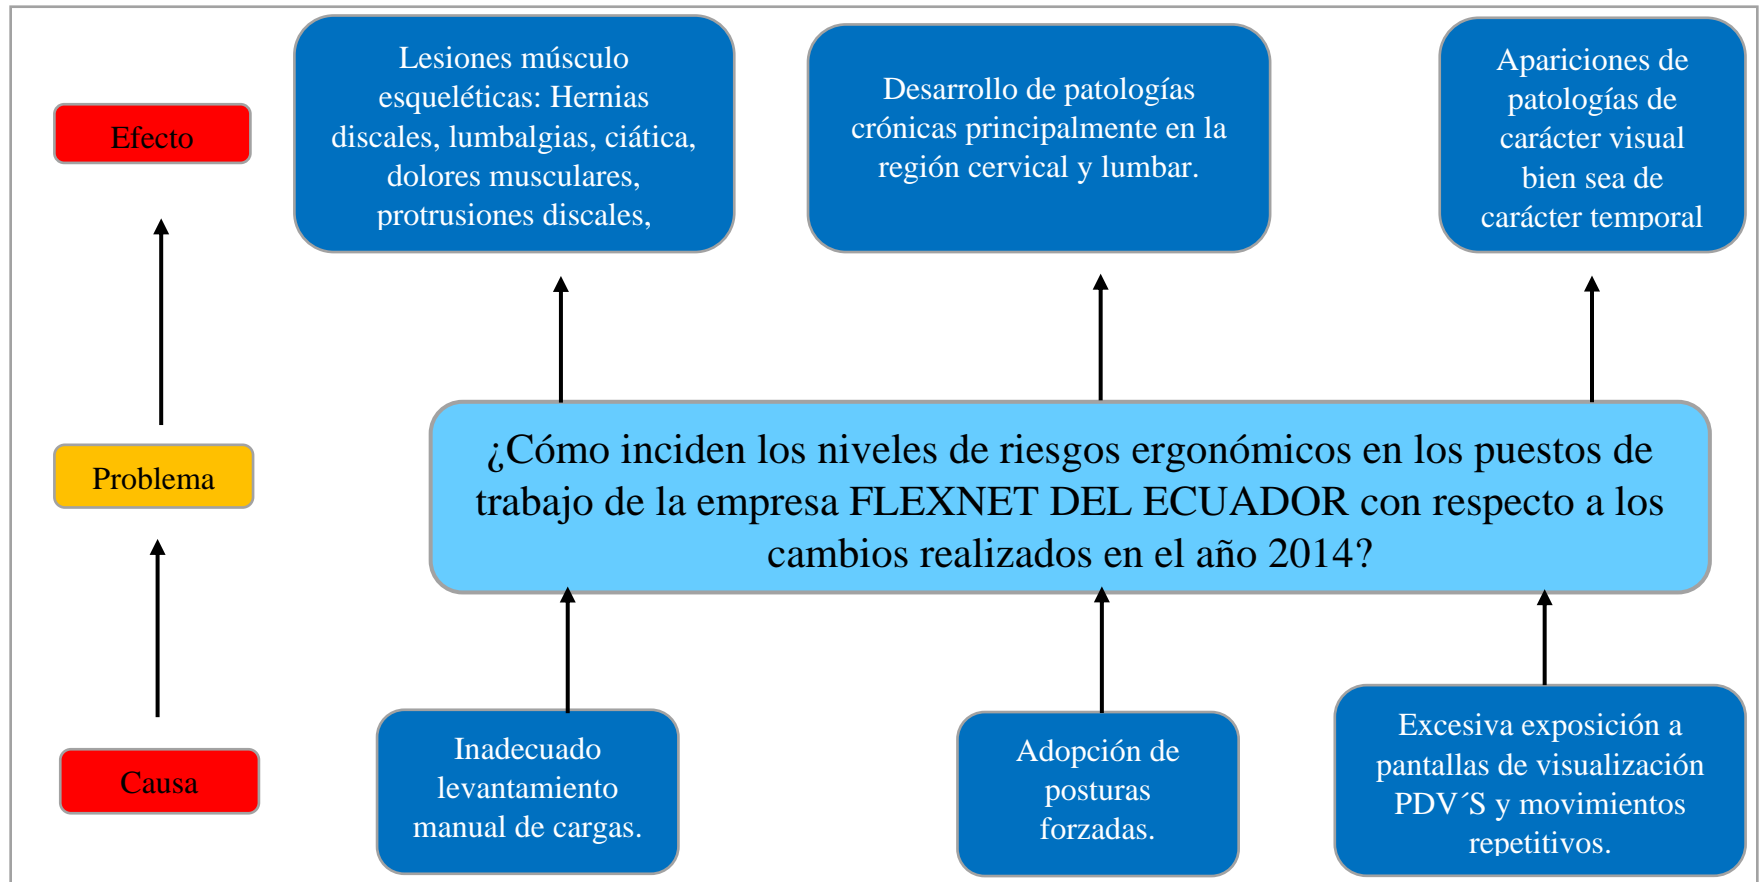 Efecto
Lesiones músculo
esqueléticas: Hernias
discales, lumbalgias, ciática,
dolores musculares,
protrusiones discales,
Desarrollo de patologías
crónicas principalmente en la
región cervical y lumbar.
Apariciones de
patologías de
carácter visual
bien sea de
carácter temporal
Problema
¿Cómo inciden los niveles de riesgos ergonómicos en los puestos de
trabajo de la empresa FLEXNET DEL ECUADOR con respecto a los
cambios realizados en el año 2014?
Causa
Inadecuado
levantamiento
manual de cargas.
Adopción de
posturas
forzadas.
Excesiva exposición a
pantallas de visualización
PDV´S y movimientos
repetitivos.